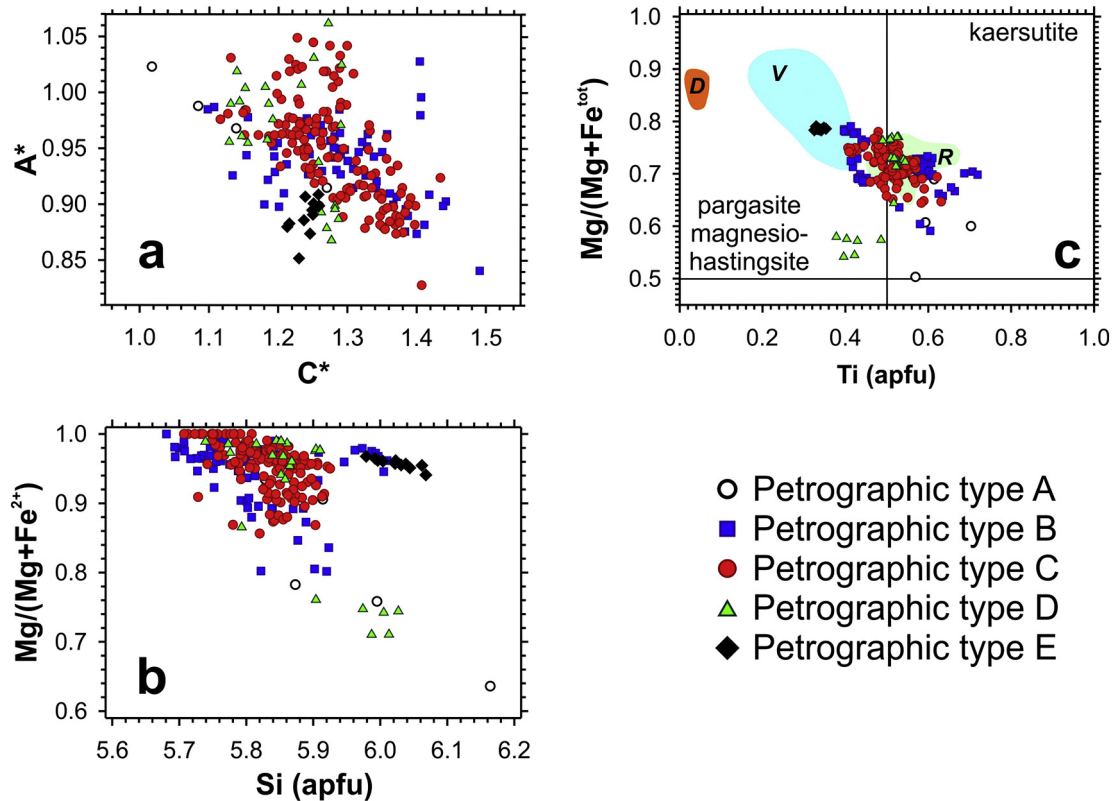 1.05
1.00
0.95
0.90
0.85
A*
a
1.0 1.1 1.2 1.3 1.4 1.5
C*
1.0
0.9
0.8
0.7
0.6
0.5
Mg/(Mg+Fe^tot)
kaersutite
D
V
R
pargasite
magnesio-
hastingsite
c
0.0 0.2 0.4 0.6 0.8 1.0
Ti (apfu)
1.0
0.9
0.8
0.7
0.6
Mg/(Mg+Fe²⁺)
b
5.6 5.7 5.8 5.9 6.0 6.1 6.2
Si (apfu)
Petrographic type A
Petrographic type B
Petrographic type C
Petrographic type D
Petrographic type E